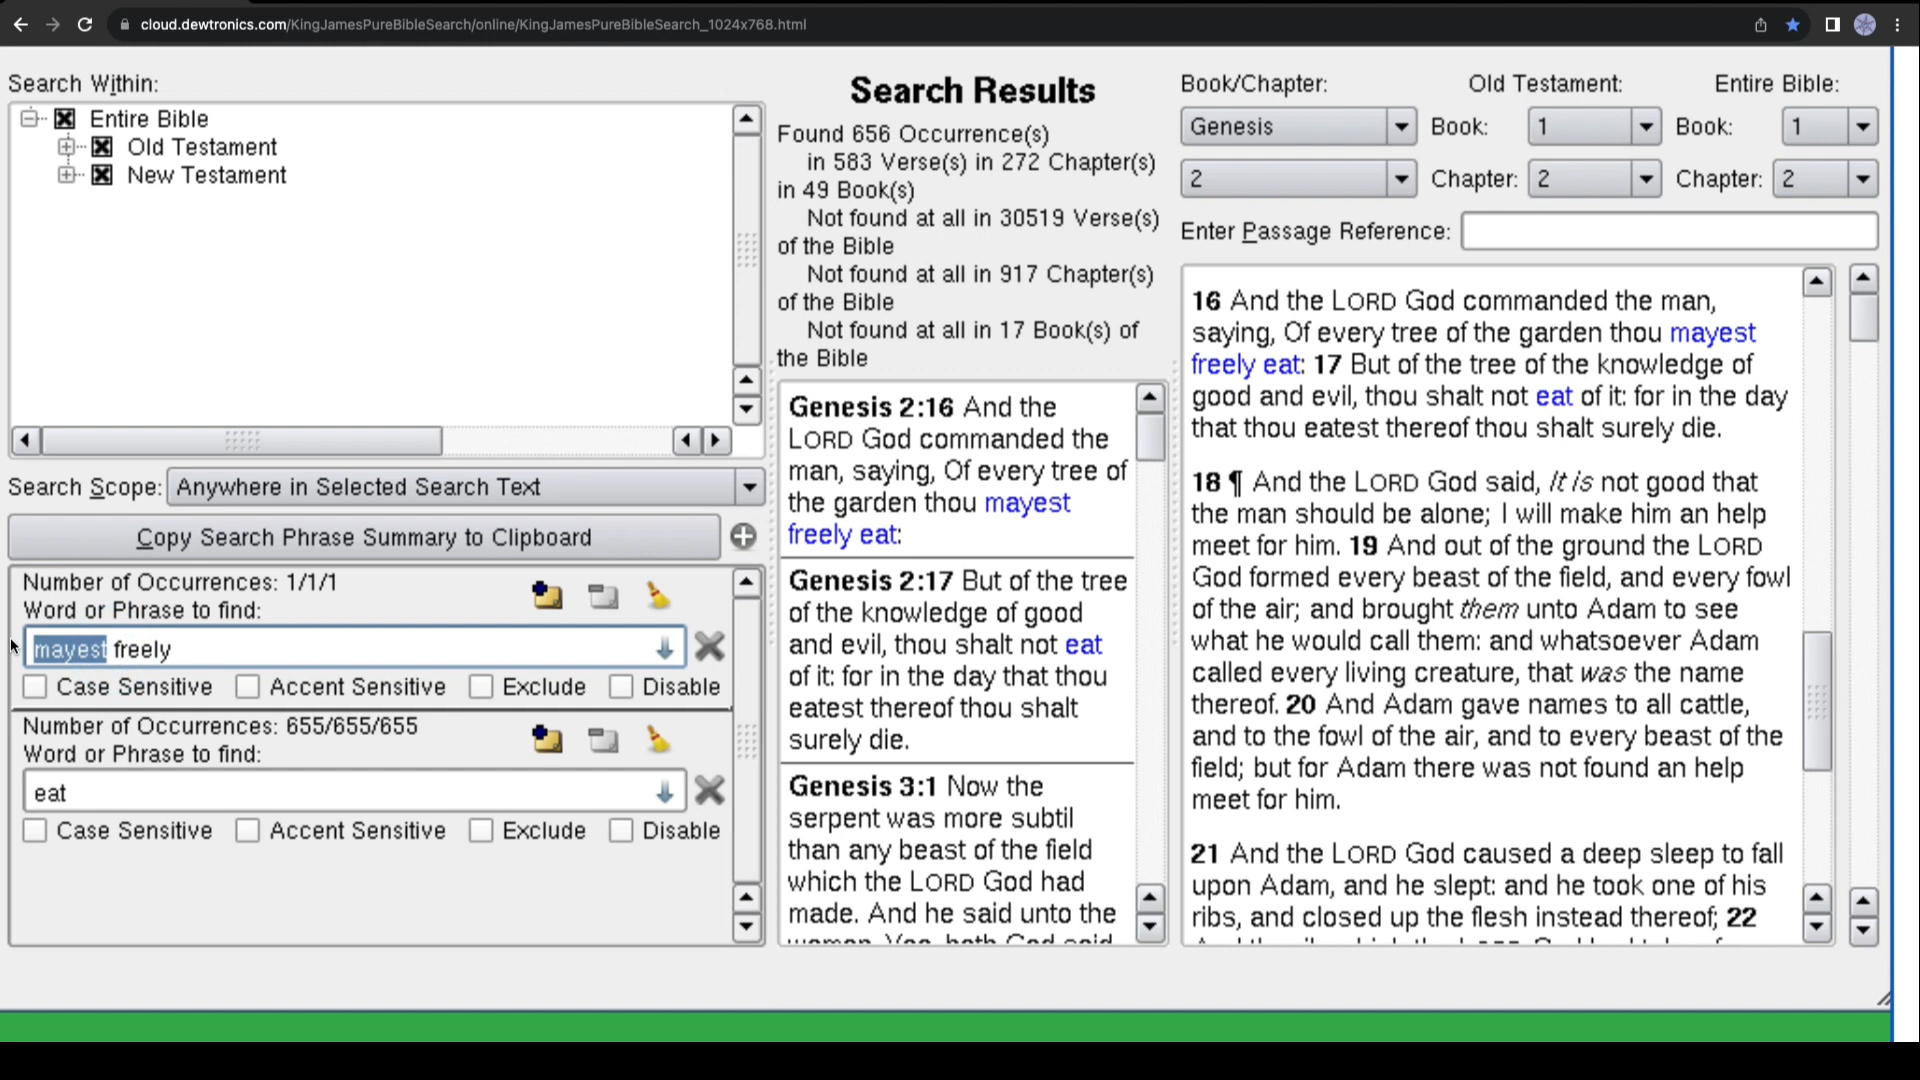 cloud.dewtronics.com/KingJamesPureBibleSearch/online/KingJamesPureBibleSearch_1024x768.html
Search Within:
Entire Bible
Old Testament
New Testament
Search Scope: Anywhere in Selected Search Text
Copy Search Phrase Summary to Clipboard
Number of Occurrences: 1/1/1
Word or Phrase to find:
mayest freely
Case Sensitive Accent Sensitive Exclude Disable
Number of Occurrences: 655/655/655
Word or Phrase to find:
eat
Case Sensitive Accent Sensitive Exclude Disable
Search Results
Found 656 Occurrence(s)
in 583 Verse(s) in 272 Chapter(s)
in 49 Book(s)
Not found at all in 30519 Verse(s)
of the Bible
Not found at all in 917 Chapter(s)
of the Bible
Not found at all in 17 Book(s) of
the Bible
Genesis 2:16 And the
LORD God commanded the
man, saying, Of every tree of
the garden thou mayest
freely eat:
Genesis 2:17 But of the tree
of the knowledge of good
and evil, thou shalt not eat
of it: for in the day that thou
eatest thereof thou shalt
surely die.
Genesis 3:1 Now the
serpent was more subtil
than any beast of the field
which the LORD God had
made. And he said unto the
Book/Chapter: Old Testament: Entire Bible:
Genesis Book: 1 Book: 1
2 Chapter: 2 Chapter: 2
Enter Passage Reference:
16 And the LORD God commanded the man,
saying, Of every tree of the garden thou mayest
freely eat: 17 But of the tree of the knowledge of
good and evil, thou shalt not eat of it: for in the day
that thou eatest thereof thou shalt surely die.
18 ¶ And the LORD God said, It is not good that
the man should be alone; I will make him an help
meet for him. 19 And out of the ground the LORD
God formed every beast of the field, and every fowl
of the air; and brought them unto Adam to see
what he would call them: and whatsoever Adam
called every living creature, that was the name
thereof. 20 And Adam gave names to all cattle,
and to the fowl of the air, and to every beast of the
field; but for Adam there was not found an help
meet for him.
21 And the LORD God caused a deep sleep to fall
upon Adam, and he slept: and he took one of his
ribs, and closed up the flesh instead thereof; 22